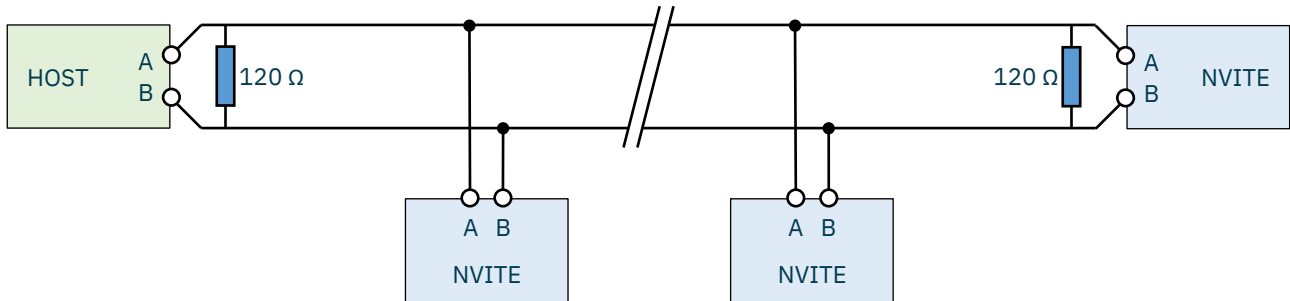 HOST
A
B
120 Ω
120 Ω
A
B
NVITE
A B
NVITE
A B
NVITE